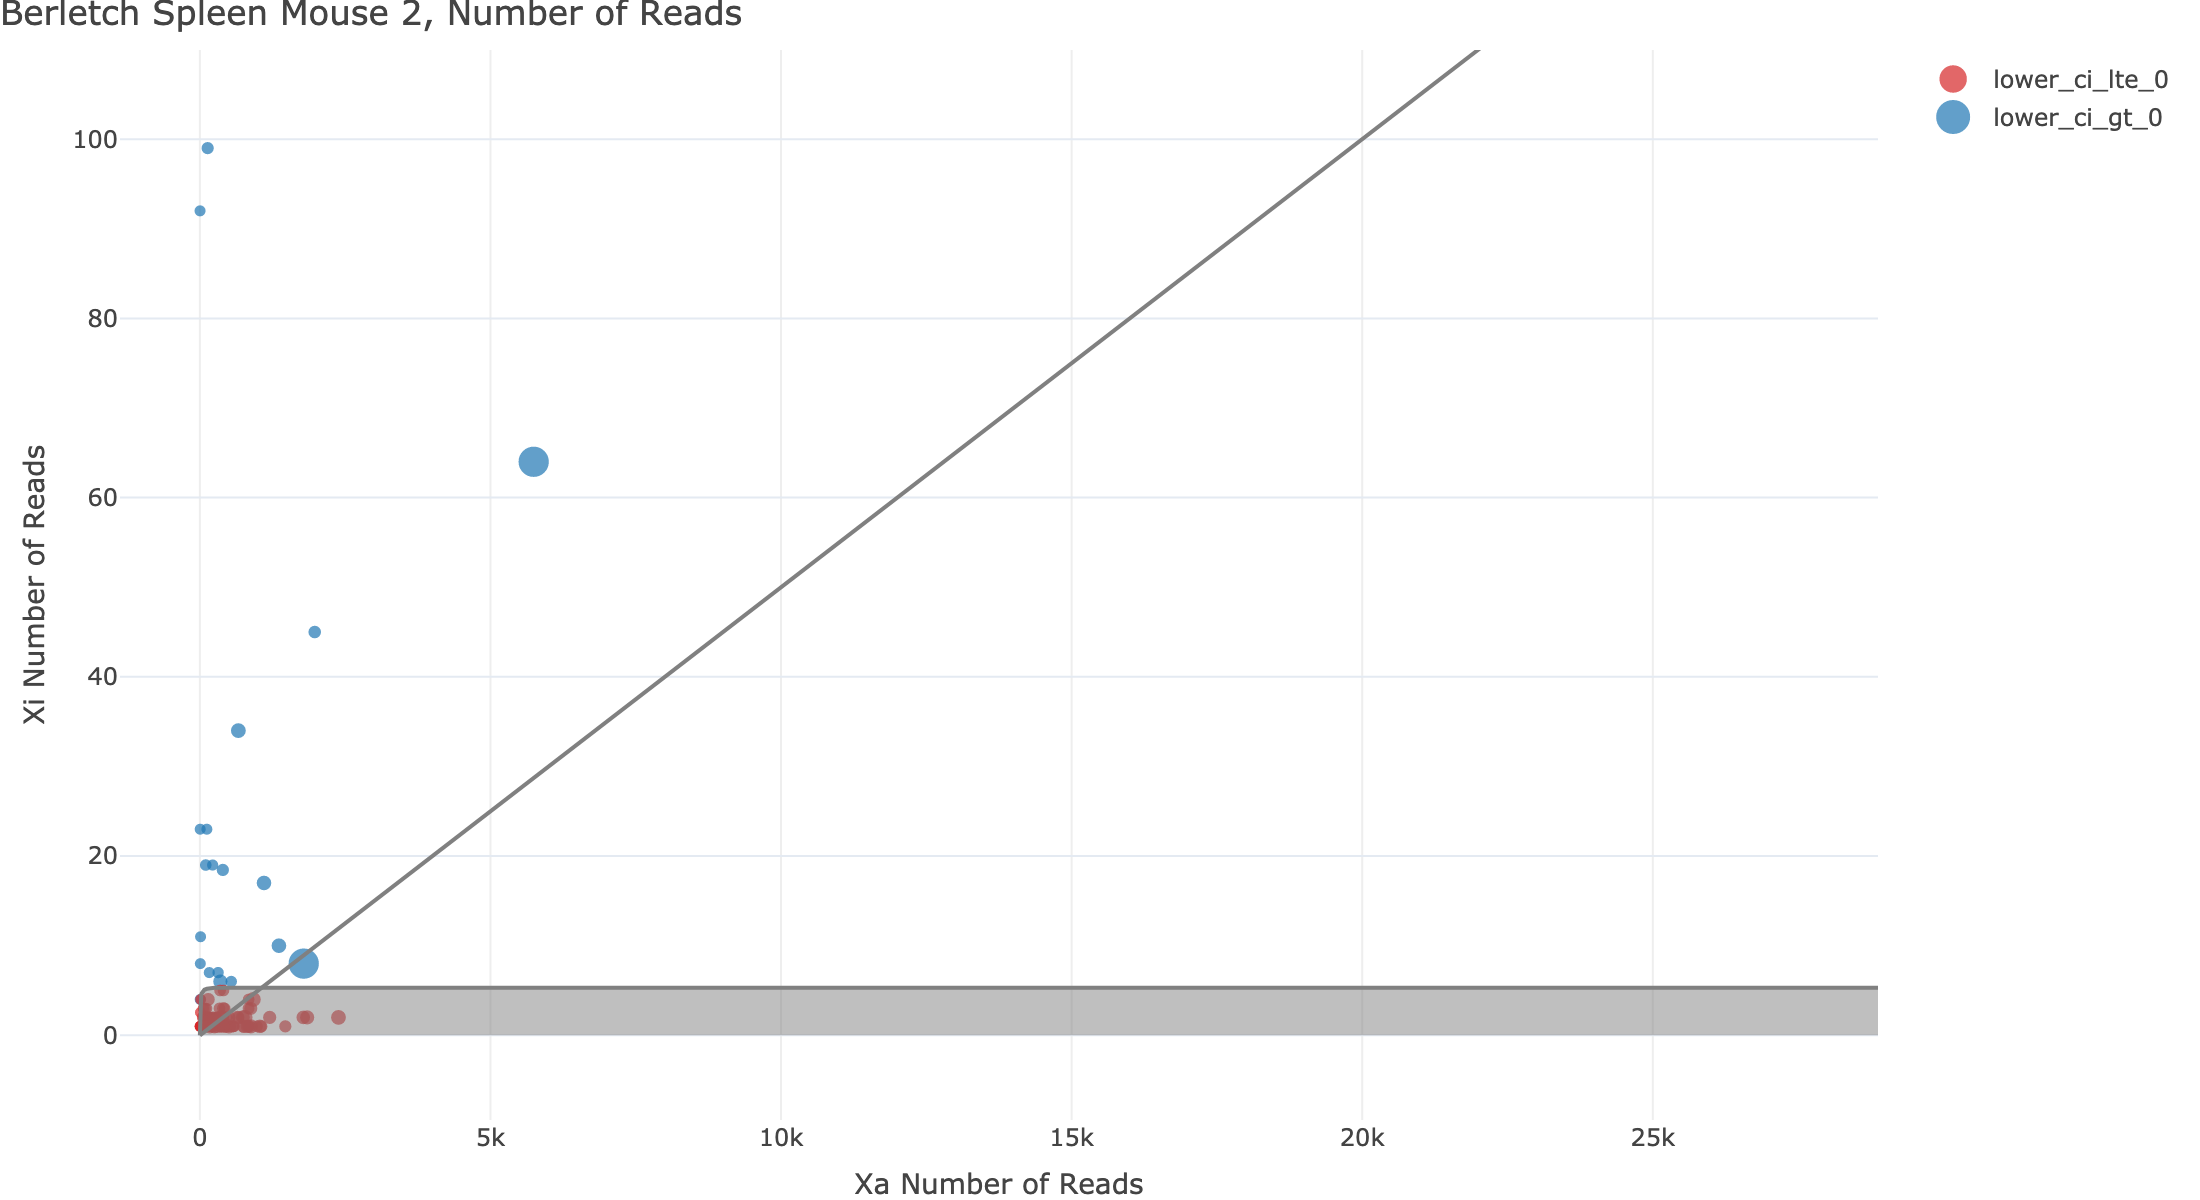 Berletch Spleen Mouse 2, Number of Reads
lower_ci_lte_0
lower_ci_gt_0
100
80
60
40
20
0
Xi Number of Reads
0 5k 10k 15k 20k 25k
Xa Number of Reads